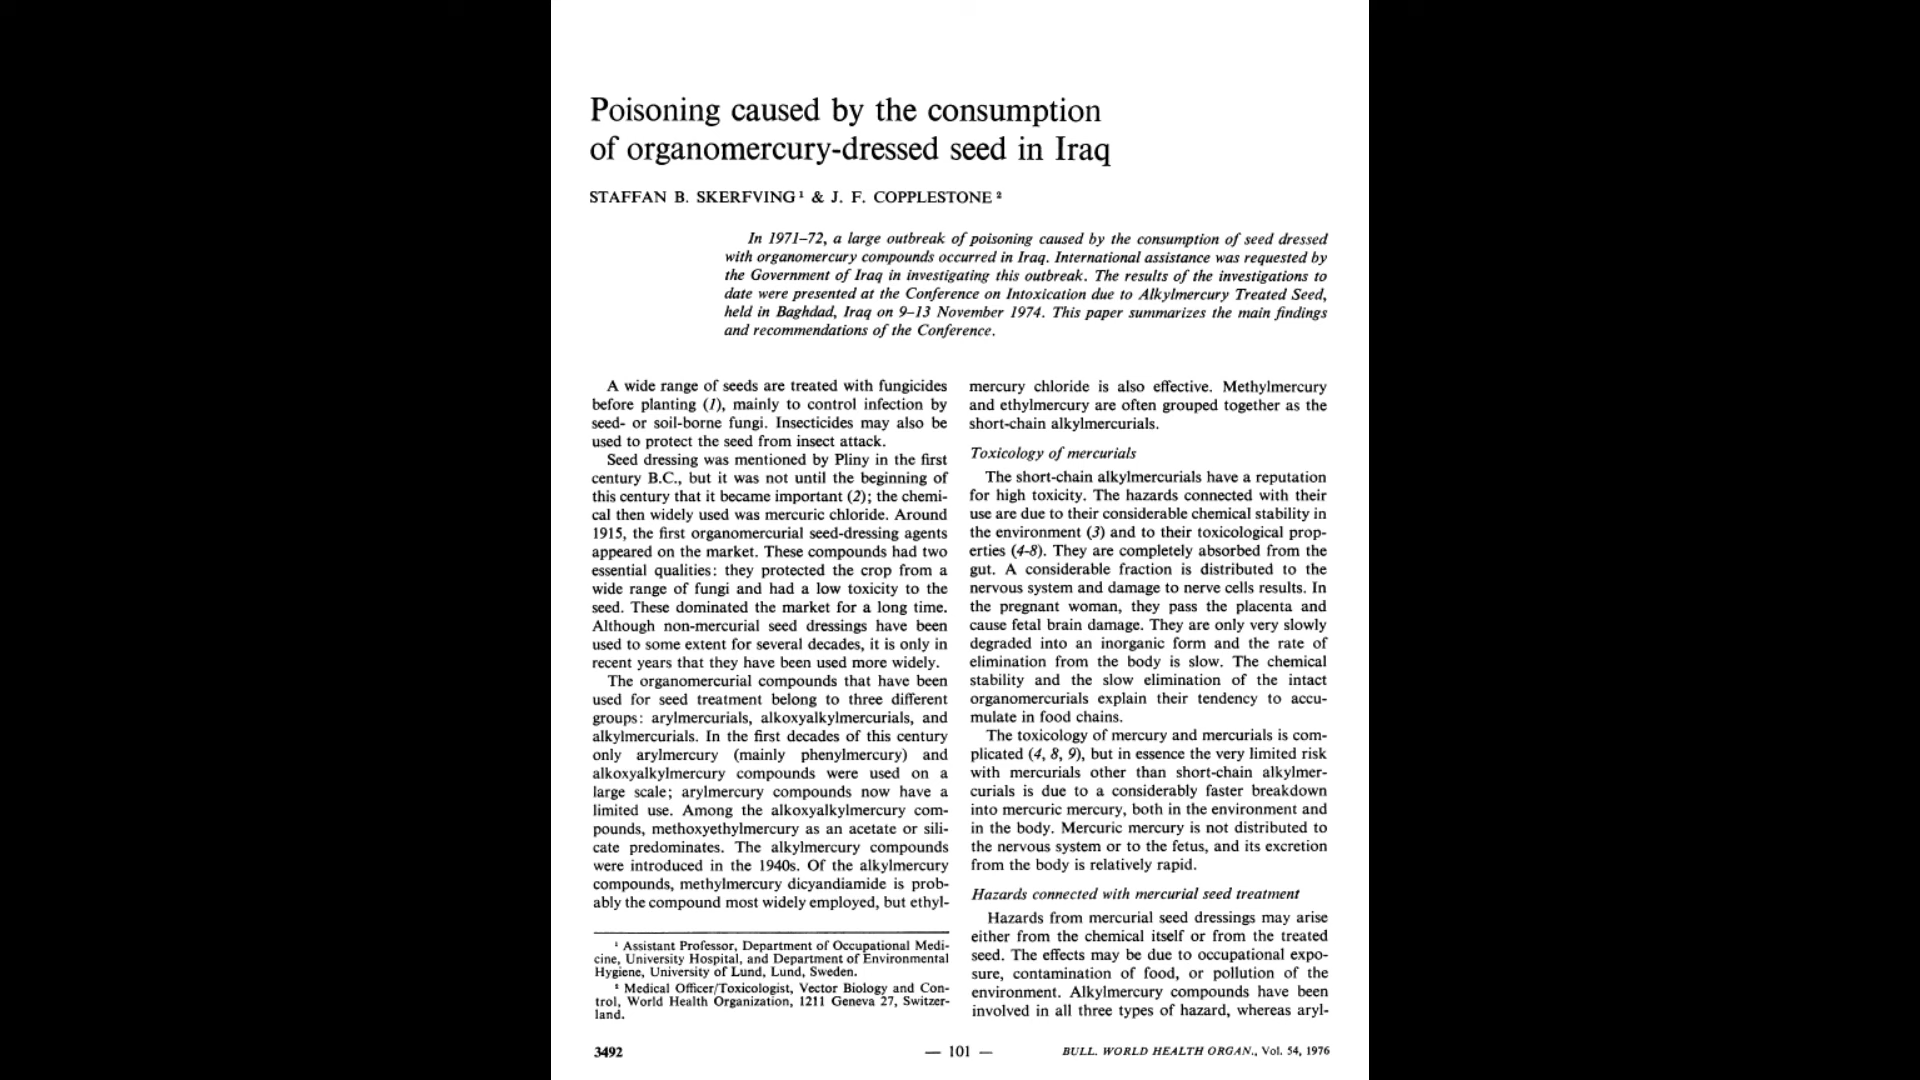 Poisoning caused by the consumption
of organomercury-dressed seed in Iraq
STAFFAN B. SKERFVING ¹ & J. F. COPPLESTONE ²
In 1971–72, a large outbreak of poisoning caused by the consumption of seed dressed
with organomercury compounds occurred in Iraq. International assistance was requested by
the Government of Iraq in investigating this outbreak. The results of the investigations to
date were presented at the Conference on Intoxication due to Alkylmercury Treated Seed,
held in Baghdad, Iraq on 9–13 November 1974. This paper summarizes the main findings
and recommendations of the Conference.
A wide range of seeds are treated with fungicides
before planting (1), mainly to control infection by
seed- or soil-borne fungi. Insecticides may also be
used to protect the seed from insect attack.
Seed dressing was mentioned by Pliny in the first
century B.C., but it was not until the beginning of
this century that it became important (2); the chemi-
cal then widely used was mercuric chloride. Around
1915, the first organomercurial seed-dressing agents
appeared on the market. These compounds had two
essential qualities: they protected the crop from a
wide range of fungi and had a low toxicity to the
seed. These dominated the market for a long time.
Although non-mercurial seed dressings have been
used to some extent for several decades, it is only in
recent years that they have been used more widely.
The organomercurial compounds that have been
used for seed treatment belong to three different
groups: arylmercurials, alkoxyalkylmercurials, and
alkylmercurials. In the first decades of this century
only arylmercury (mainly phenylmercury) and
alkoxyalkylmercury compounds were used on a
large scale; arylmercury compounds now have a
limited use. Among the alkoxyalkylmercury com-
pounds, methoxyethylmercury as an acetate or sili-
cate predominates. The alkylmercury compounds
were introduced in the 1940s. Of the alkylmercury
compounds, methylmercury dicyandiamide is prob-
ably the compound most widely employed, but ethyl-
¹ Assistant Professor, Department of Occupational Medi-
cine, University Hospital, and Department of Environmental
Hygiene, University of Lund, Lund, Sweden.
² Medical Officer/Toxicologist, Vector Biology and Con-
trol, World Health Organization, 1211 Geneva 27, Switzer-
land.
mercury chloride is also effective. Methylmercury
and ethylmercury are often grouped together as the
short-chain alkylmercurials.
Toxicology of mercurials
The short-chain alkylmercurials have a reputation
for high toxicity. The hazards connected with their
use are due to their considerable chemical stability in
the environment (3) and to their toxicological prop-
erties (4-8). They are completely absorbed from the
gut. A considerable fraction is distributed to the
nervous system and damage to nerve cells results. In
the pregnant woman, they pass the placenta and
cause fetal brain damage. They are only very slowly
degraded into an inorganic form and the rate of
elimination from the body is slow. The chemical
stability and the slow elimination of the intact
organomercurials explain their tendency to accu-
mulate in food chains.
The toxicology of mercury and mercurials is com-
plicated (4, 8, 9), but in essence the very limited risk
with mercurials other than short-chain alkylmer-
curials is due to a considerably faster breakdown
into mercuric mercury, both in the environment and
in the body. Mercuric mercury is not distributed to
the nervous system or to the fetus, and its excretion
from the body is relatively rapid.
Hazards connected with mercurial seed treatment
Hazards from mercurial seed dressings may arise
either from the chemical itself or from the treated
seed. The effects may be due to occupational expo-
sure, contamination of food, or pollution of the
environment. Alkylmercury compounds have been
involved in all three types of hazard, whereas aryl-
3492
— 101 —
BULL. WORLD HEALTH ORGAN., Vol. 54, 1976